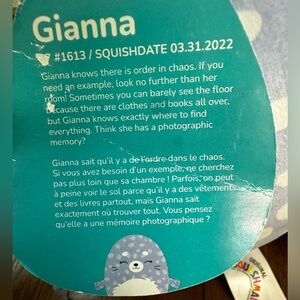 Gianna
#1613 / SQUISHDATE 03.31.2022
Gianna knows there is order in chaos. If you
need an example, look no further than her
room! Sometimes you can barely see the floor
because there are clothes and books all over,
but Gianna knows exactly where to find
everything. Think she has a photographic
memory?
Gianna sait qu'il y a de l'ordre dans le chaos.
Si vous avez besoin d'un exemple, ne cherchez
pas plus loin que sa chambre ! Parfois, on peut
à peine voir le sol parce qu'il y a des vêtements
et des livres partout, mais Gianna sait
exactement où trouver tout. Vous pensez
qu'elle a une mémoire photographique ?
ORIGINAL